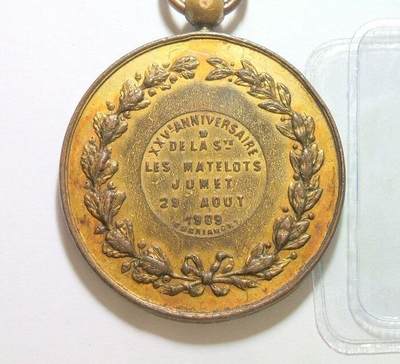 XXVE ANNIVERSAIRE
DE LA STE
LES MATELOTS
JUMET
29 AOUT
1909